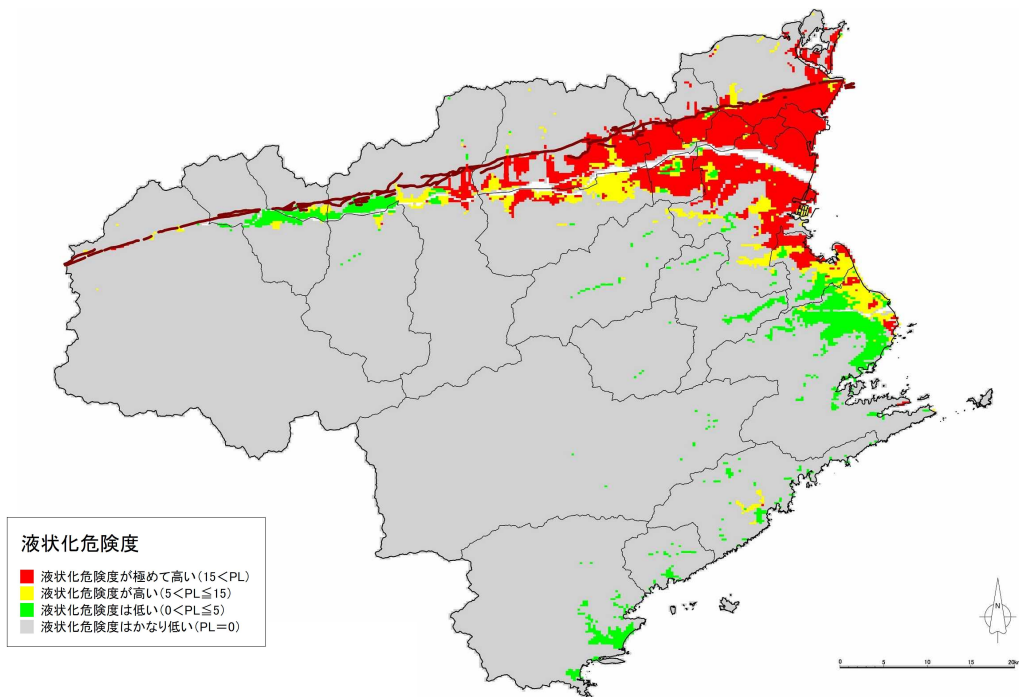 液状化危険度
液状化危険度が極めて高い(15<PL)
液状化危険度が高い(5<PL≦15)
液状化危険度は低い(0<PL≦5)
液状化危険度はかなり低い(PL=0)
N
0 5 10 15 20km